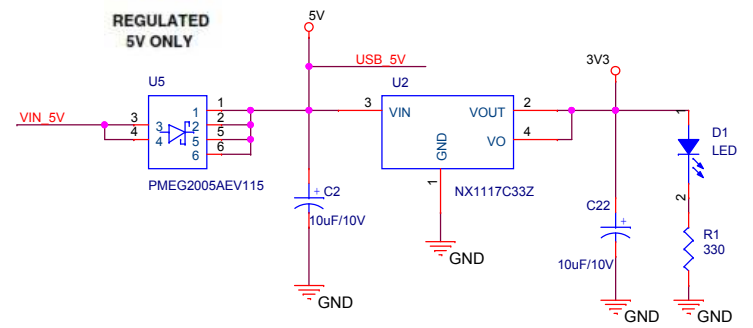 REGULATED
5V ONLY
5V
USB_5V
3V3
U5
U2
VIN_5V
3
4
3
4
1
2
5
6
1
2
5
6
3
VIN
VOUT
2
VO
4
GND
1
PMEG2005AEV115
NX1117C33Z
1
D1
LED
2
+
C2
10uF/10V
C22
+
10uF/10V
R1
330
GND
GND
GND
GND